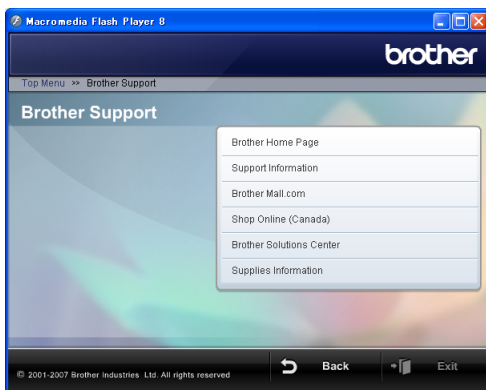 Macromedia Flash Player 8
brother
Top Menu >> Brother Support
Brother Support
Brother Home Page
Support Information
Brother Mall.com
Shop Online (Canada)
Brother Solutions Center
Supplies Information
© 2001-2007 Brother Industries Ltd. All rights reserved
Back
Exit